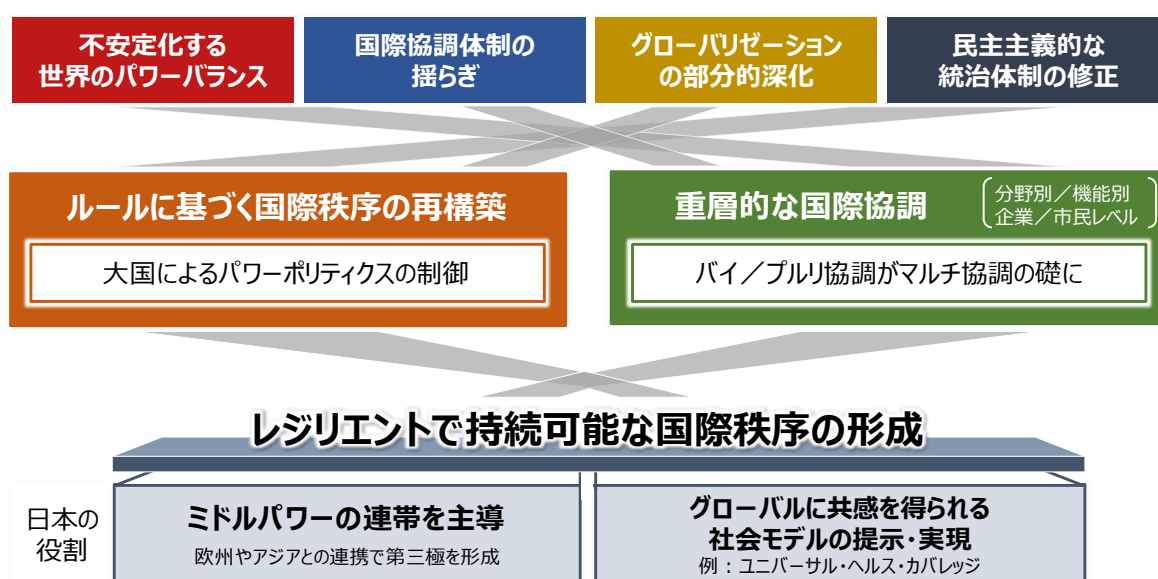 不安定化する
世界のパワーバランス
国際協調体制の
揺らぎ
グローバリゼーション
の部分的深化
民主主義的な
統治体制の修正
ルールに基づく国際秩序の再構築
大国によるパワーポリティクスの制御
重層的な国際協調
分野別／機能別
企業／市民レベル
バイ／プルリ協調がマルチ協調の礎に
レジリエントで持続可能な国際秩序の形成
日本の
役割
ミドルパワーの連帯を主導
欧州やアジアとの連携で第三極を形成
グローバルに共感を得られる
社会モデルの提示・実現
例：ユニバーサル・ヘルス・カバレッジ